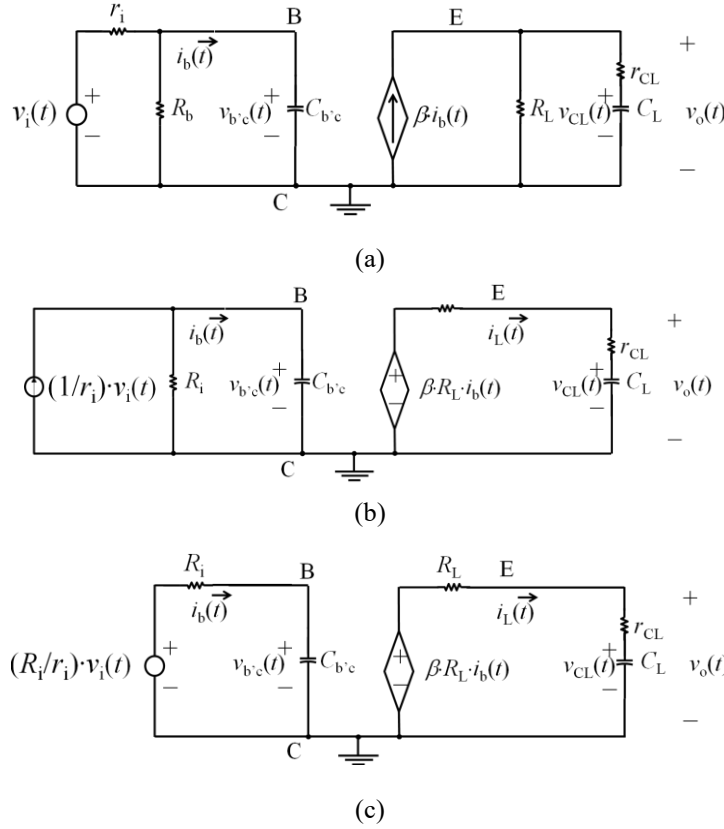 r_i
B
E
i_b(t)
v_i(t)
+
−
R_b
v_b'c(t)
+
−
C_b'c
β·i_b(t)
R_L
v_CL(t)
+
−
r_CL
C_L
+
v_o(t)
−
C
(a)
B
E
i_b(t)
i_L(t)
(1/r_i)·v_i(t)
R_i
v_b'c(t)
+
−
C_b'c
+
−
β·R_L·i_b(t)
r_CL
v_CL(t)
+
−
C_L
+
v_o(t)
−
C
(b)
R_i
B
R_L
E
i_b(t)
i_L(t)
(R_i/r_i)·v_i(t)
+
−
v_b'c(t)
+
−
C_b'c
+
−
β·R_L·i_b(t)
r_CL
v_CL(t)
+
−
C_L
+
v_o(t)
−
C
(c)